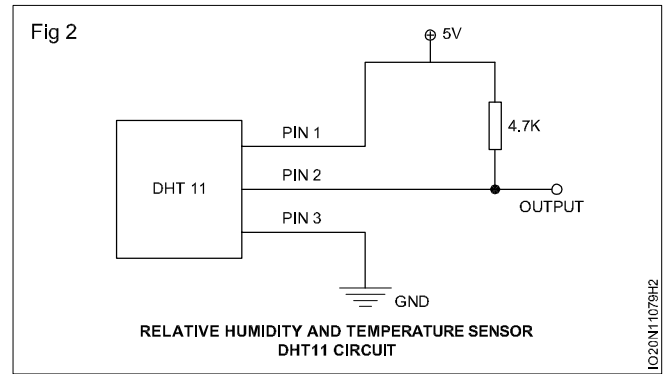 Fig 2
5V
4.7K
PIN 1
DHT 11
PIN 2
OUTPUT
PIN 3
GND
RELATIVE HUMIDITY AND TEMPERATURE SENSOR
DHT11 CIRCUIT
IO20N11079H2